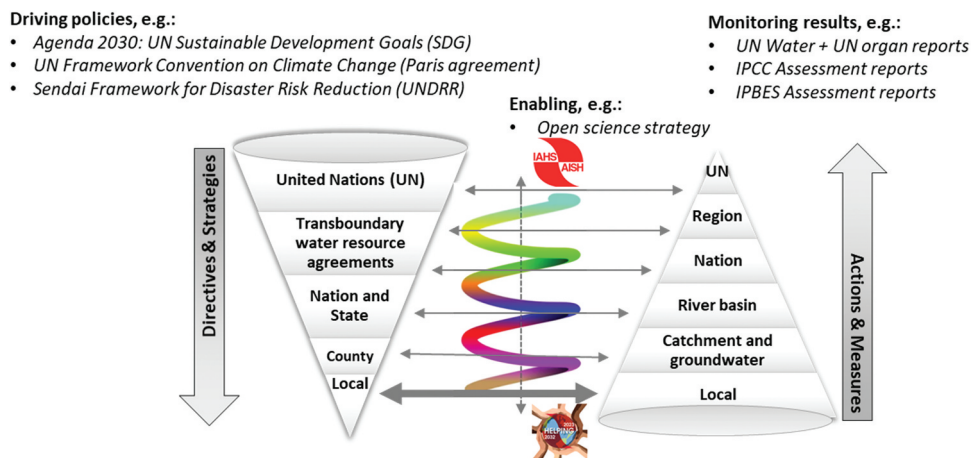 Driving policies, e.g.:
• Agenda 2030: UN Sustainable Development Goals (SDG)
• UN Framework Convention on Climate Change (Paris agreement)
• Sendai Framework for Disaster Risk Reduction (UNDRR)
Monitoring results, e.g.:
• UN Water + UN organ reports
• IPCC Assessment reports
• IPBES Assessment reports
Enabling, e.g.:
• Open science strategy
IAHS
AISH
Directives & Strategies
United Nations (UN)
Transboundary
water resource
agreements
Nation and
State
County
Local
UN
Region
Nation
River basin
Catchment and
groundwater
Local
Actions & Measures
2023
HELPING
2032